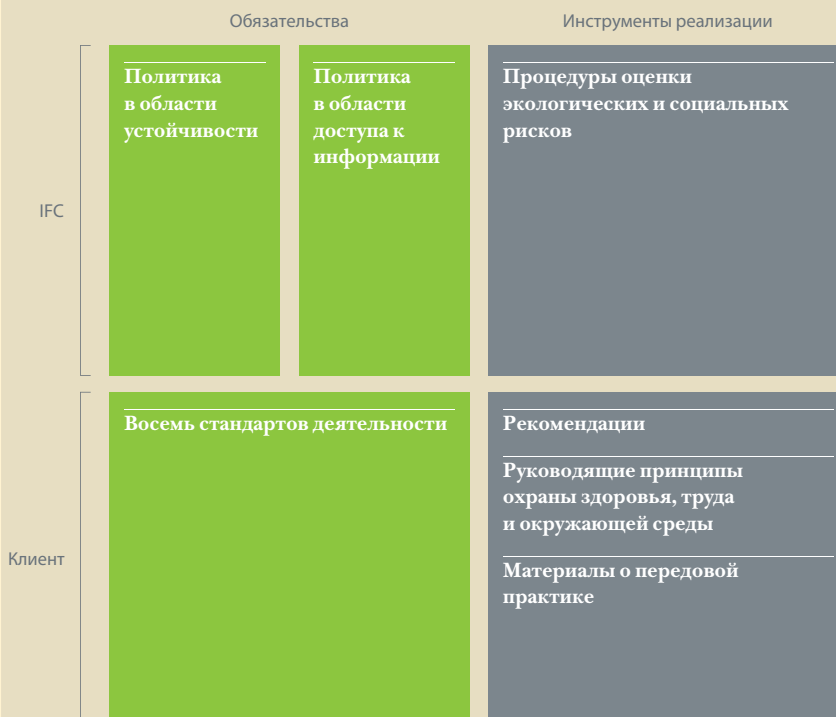 Обязательства
Инструменты реализации
IFC
Политика
в области
устойчивости
Политика
в области
доступа к
информации
Процедуры оценки
экологических и социальных
рисков
Клиент
Восемь стандартов деятельности
Рекомендации
Руководящие принципы
охраны здоровья, труда
и окружающей среды
Материалы о передовой
практике